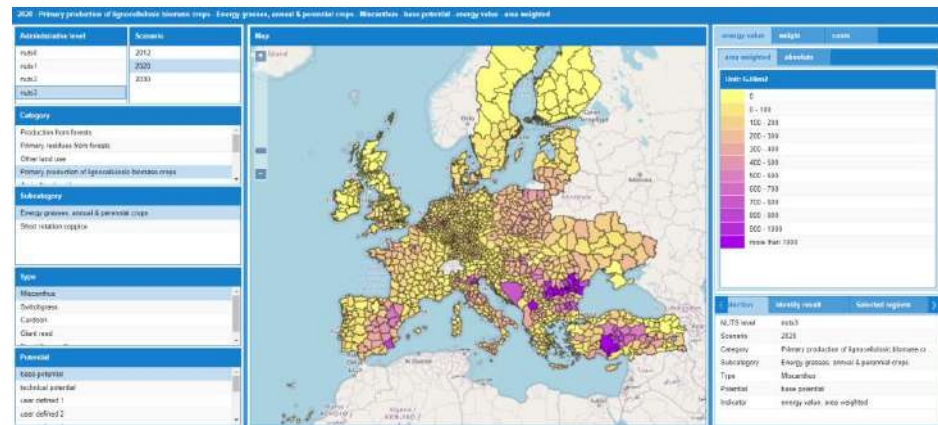 2020 - Primary production of lignocellulosic biomass crops - Energy grasses, annual & perennial crops - Miscanthus - base potential - energy value - area weighted
Administrative level
nuts0
nuts1
nuts2
nuts3
Scenario
2012
2020
2030
Category
Production from forests
Primary residues from forests
Other land use
Primary production of lignocellulosic biomass crops
Subcategory
Energy grasses, annual & perennial crops
Short rotation coppice
Type
Miscanthus
Switchgrass
Cardoon
Giant reed
Potential
base potential
technical potential
user defined 1
user defined 2
Map
Island
Oslo
energy value
weight
area weighted
absolute
Unit: GJ/km2
0
0 - 100
100 - 200
200 - 300
300 - 400
400 - 500
500 - 600
600 - 700
700 - 800
800 - 900
900 - 1000
more than 1000
Identify result
Selected regions
NUTS level
nuts3
Scenario
2020
Category
Primary production of lignocellulosic biomass cr...
Subcategory
Energy grasses, annual & perennial crops
Type
Miscanthus
Potential
base potential
Indicator
energy value, area weighted